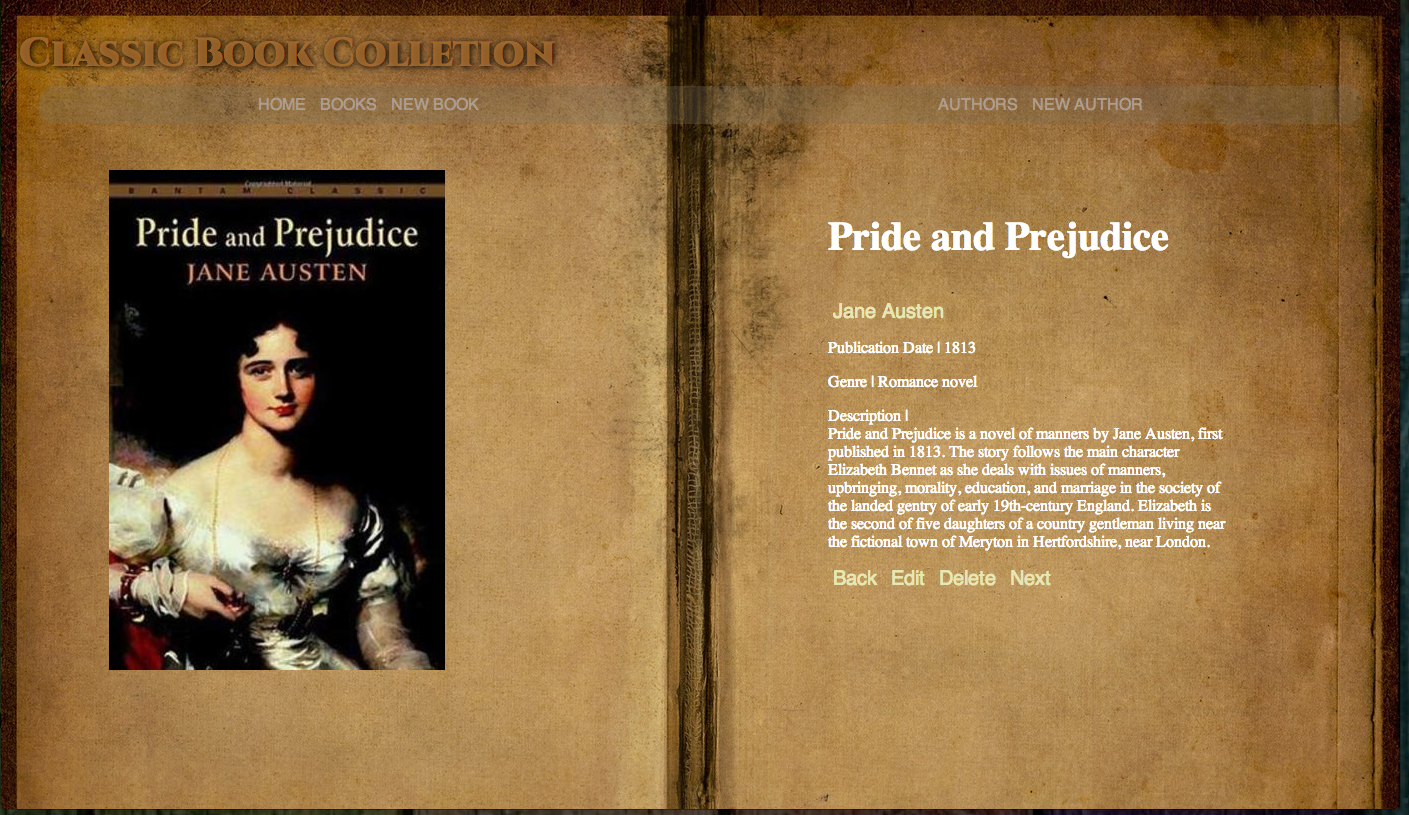 Classic Book Colletion
HOME BOOKS NEW BOOK AUTHORS NEW AUTHOR
Copyrighted Material
BANTAM CLASSIC
Pride and Prejudice
JANE AUSTEN
Pride and Prejudice
Jane Austen
Publication Date | 1813
Genre | Romance novel
Description |
Pride and Prejudice is a novel of manners by Jane Austen, first
published in 1813. The story follows the main character
Elizabeth Bennet as she deals with issues of manners,
upbringing, morality, education, and marriage in the society of
the landed gentry of early 19th-century England. Elizabeth is
the second of five daughters of a country gentleman living near
the fictional town of Meryton in Hertfordshire, near London.
Back Edit Delete Next